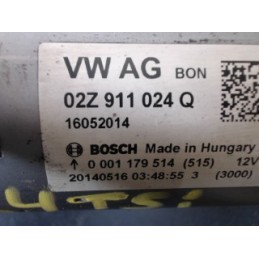 VW AG BON
02Z 911 024 Q
16052014
BOSCH Made in Hungary
0 001 179 514 (515) 12V
20140516 03:48:55 3 (3000)